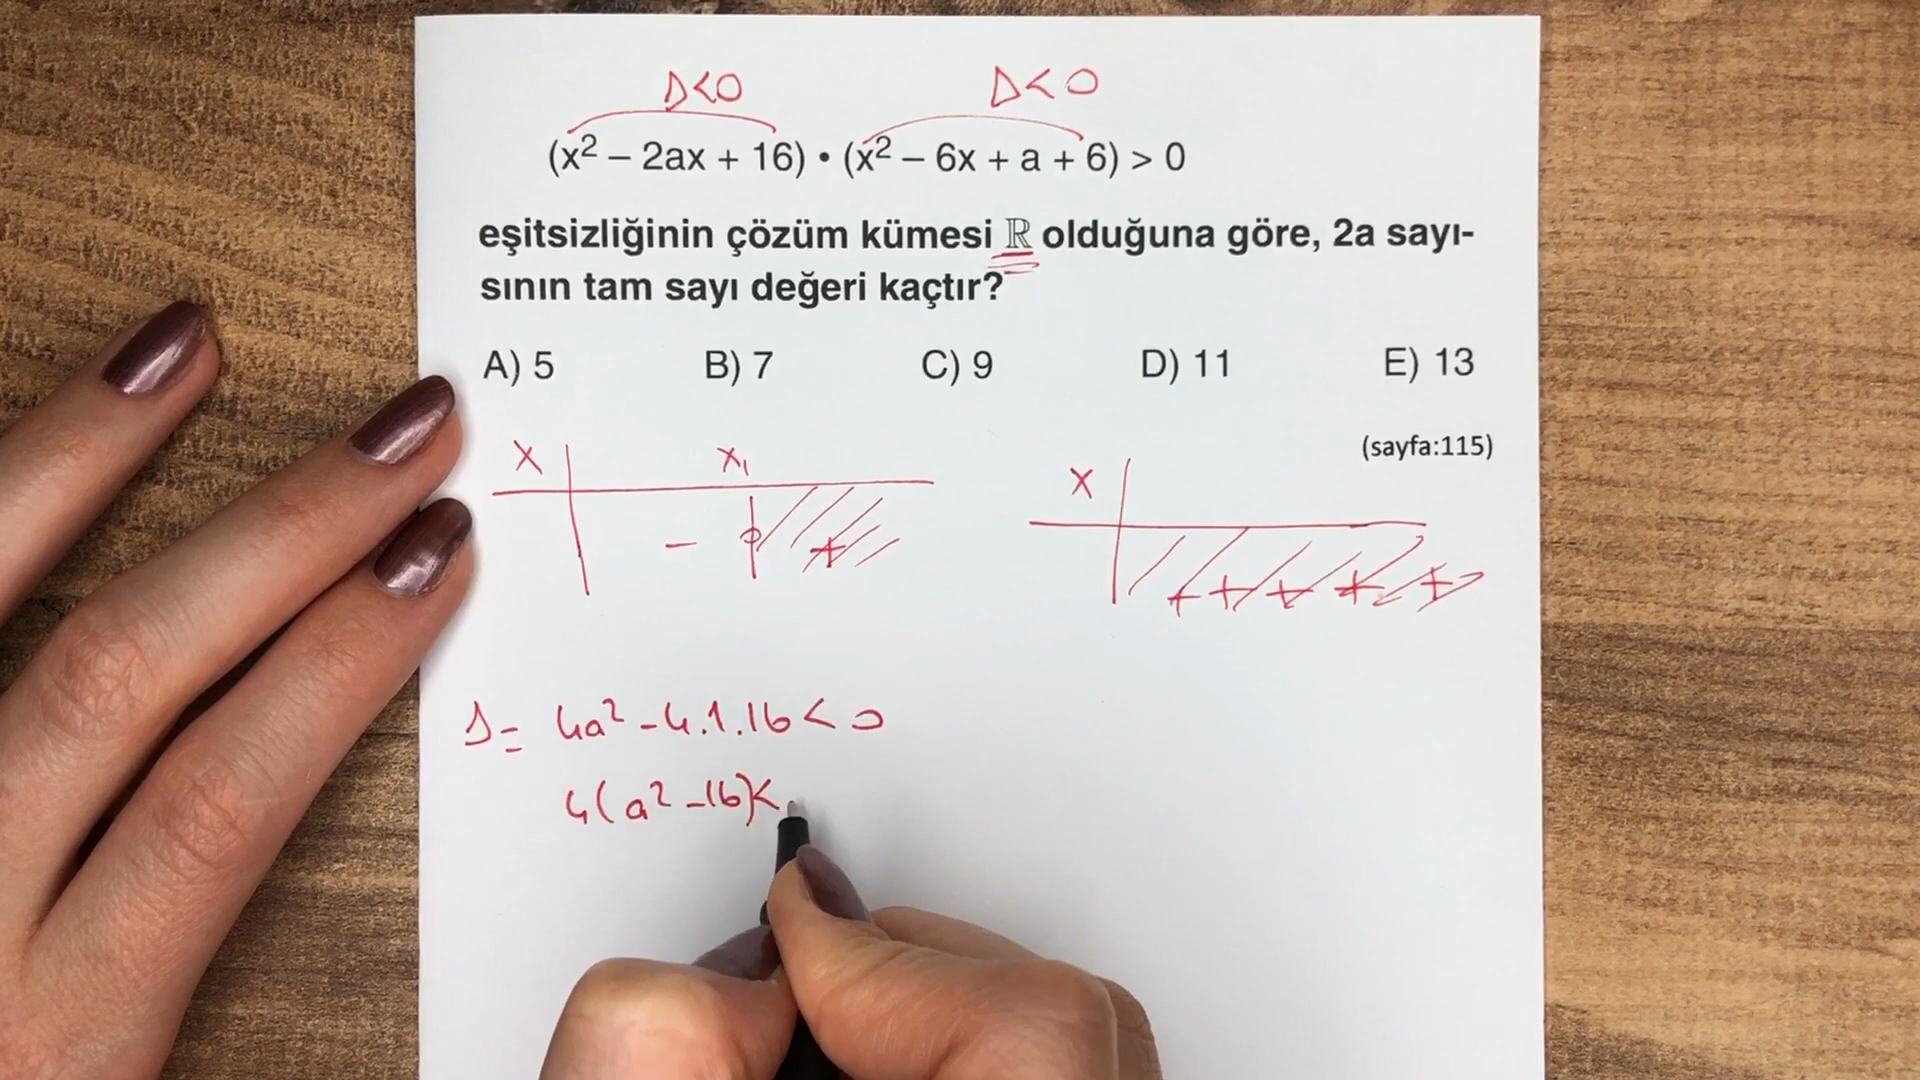 Δ<0 Δ<0
(x² – 2ax + 16) • (x² – 6x + a + 6) > 0
eşitsizliğinin çözüm kümesi ℝ olduğuna göre, 2a sayı-
sının tam sayı değeri kaçtır?
A) 5 B) 7 C) 9 D) 11 E) 13
(sayfa:115)
x x₁
x
– +
+ + + + +
Δ = 4a² – 4.1.16 < 0
4(a² – 16) <